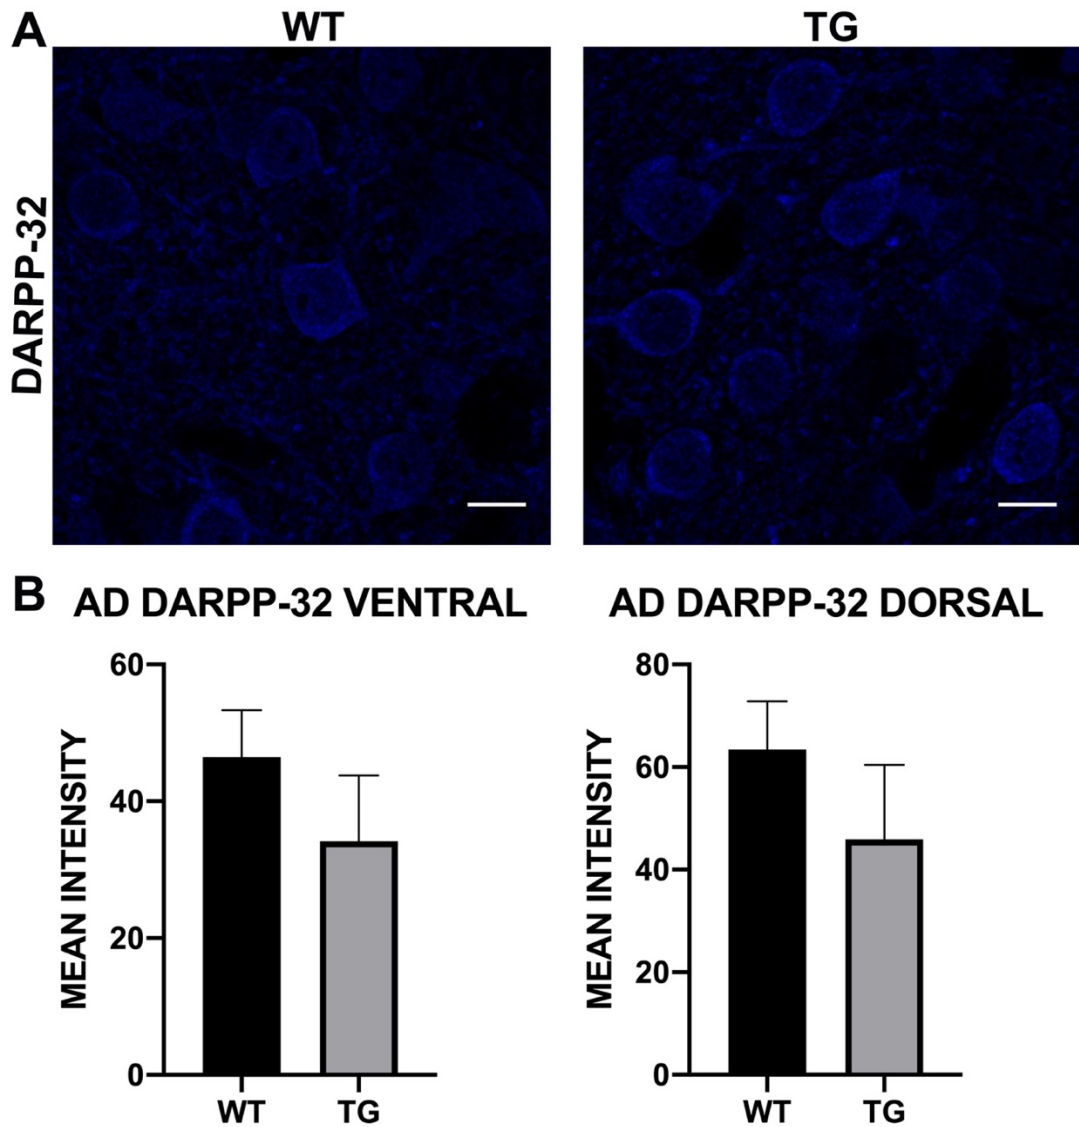 A
WT
TG
DARPP-32
B
AD DARPP-32 VENTRAL
MEAN INTENSITY
60
40
20
0
WT
TG
AD DARPP-32 DORSAL
MEAN INTENSITY
80
60
40
20
0
WT
TG